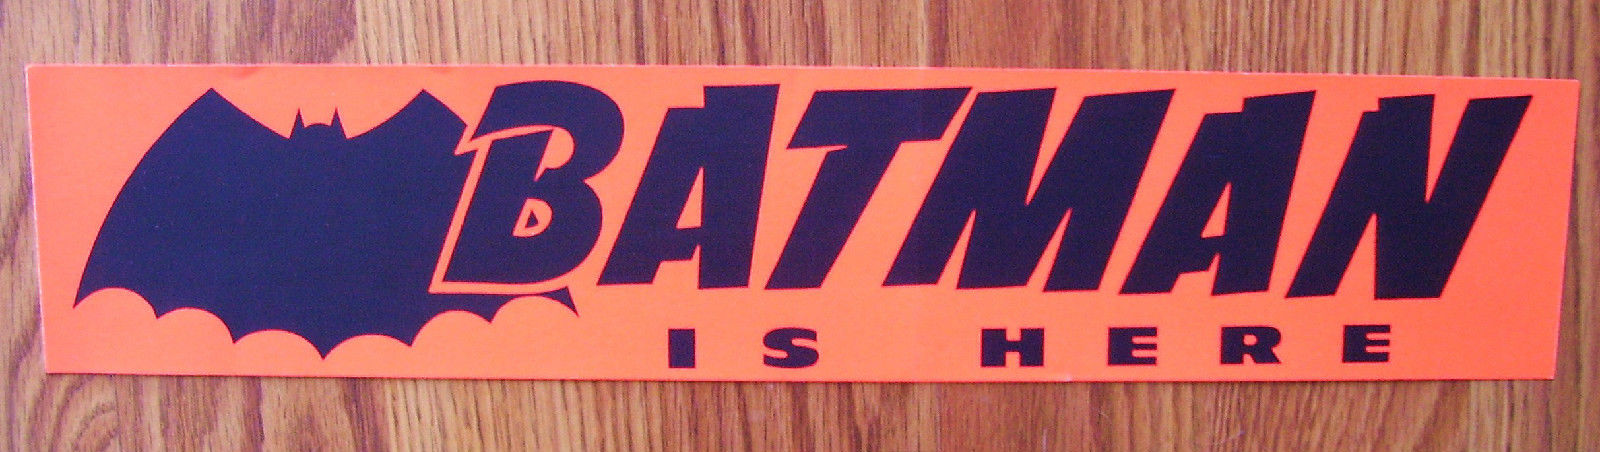 BATMAN
IS HERE